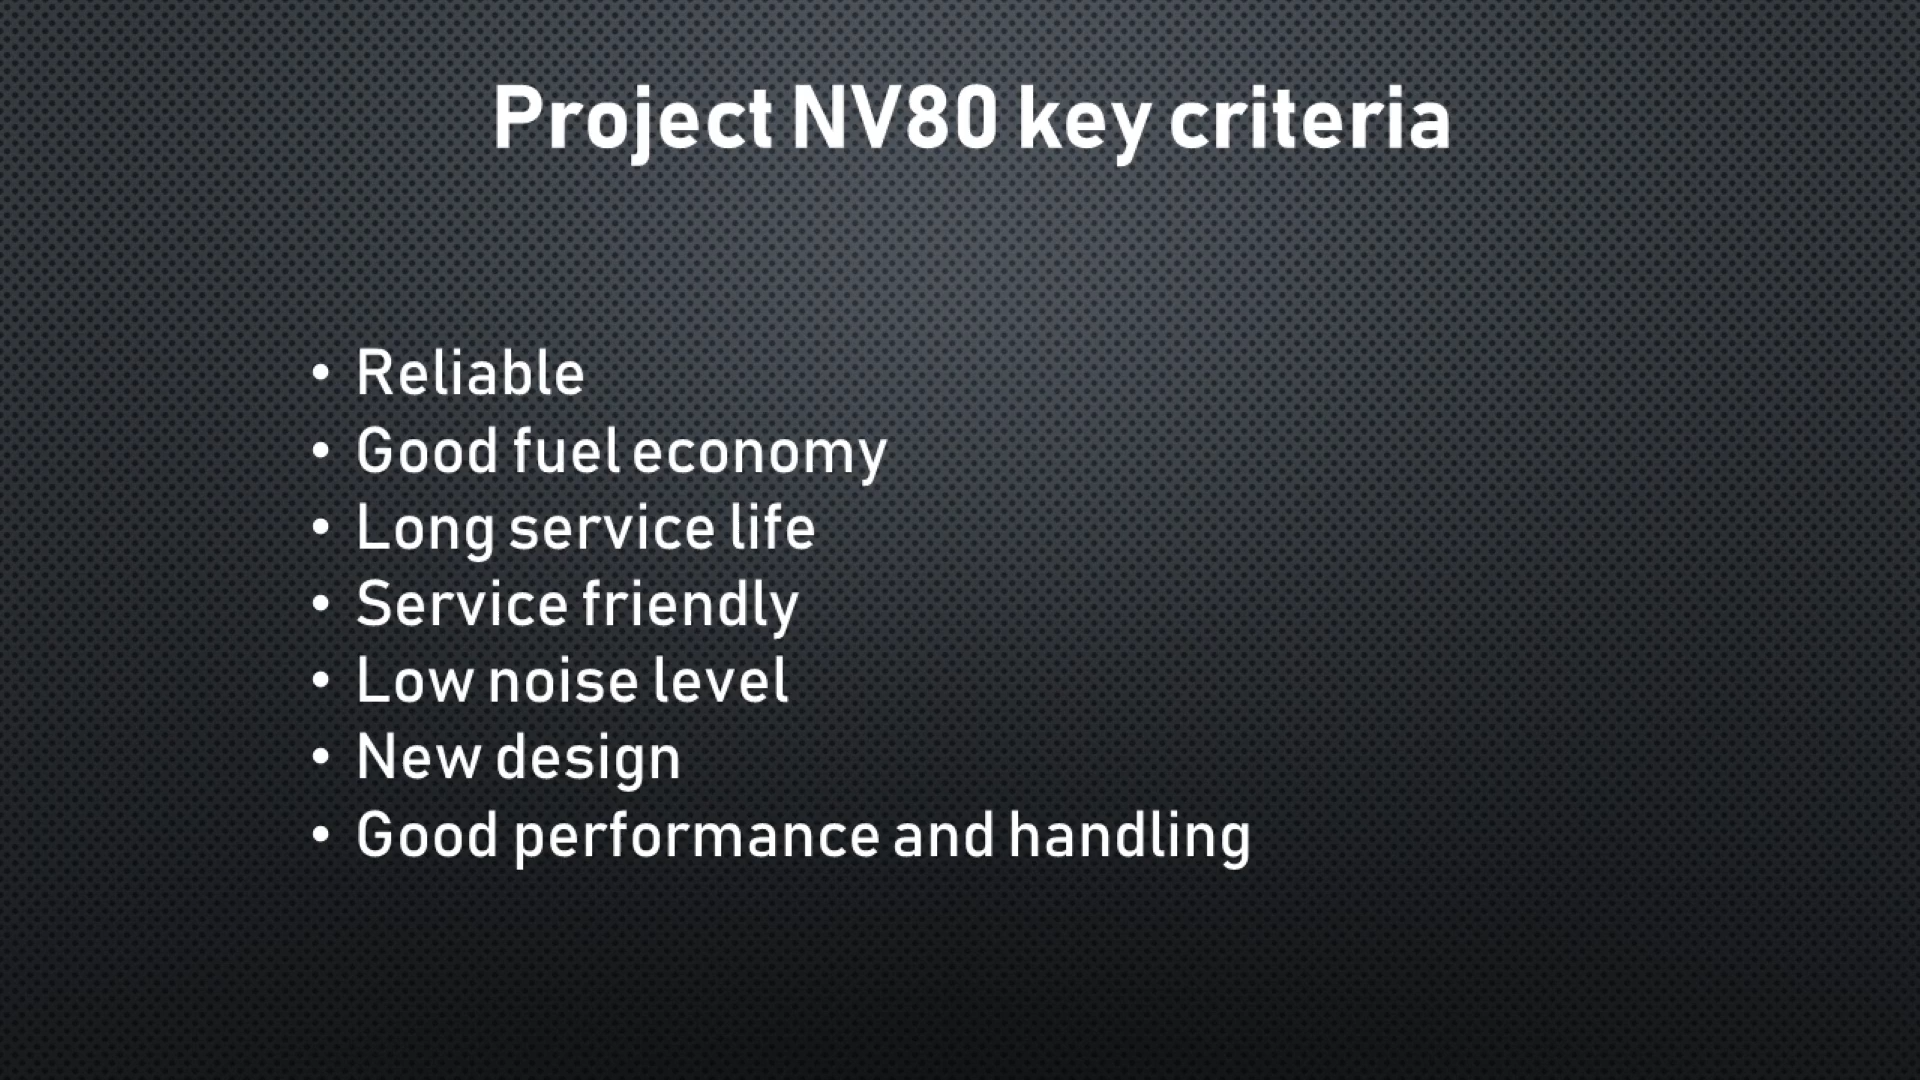 Project NV80 key criteria
• Reliable
• Good fuel economy
• Long service life
• Service friendly
• Low noise level
• New design
• Good performance and handling